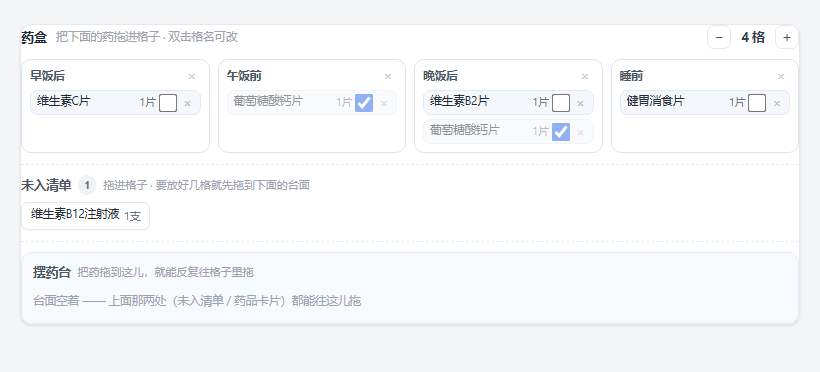 药盒 把下面的药拖进格子 · 双击格名可改 − 4 格 +
早饭后 × 午饭前 × 晚饭后 × 睡前 ×
维生素C片 1片 × 葡萄糖酸钙片 1片 × 维生素B2片 1片 × 健胃消食片 1片 ×
葡萄糖酸钙片 1片 ×
未入清单 1 拖进格子 · 要放好几格就先拖到下面的台面
维生素B12注射液 1支
摆药台 把药拖到这儿，就能反复往格子里拖
台面空着 —— 上面那两处（未入清单 / 药品卡片）都能往这儿拖